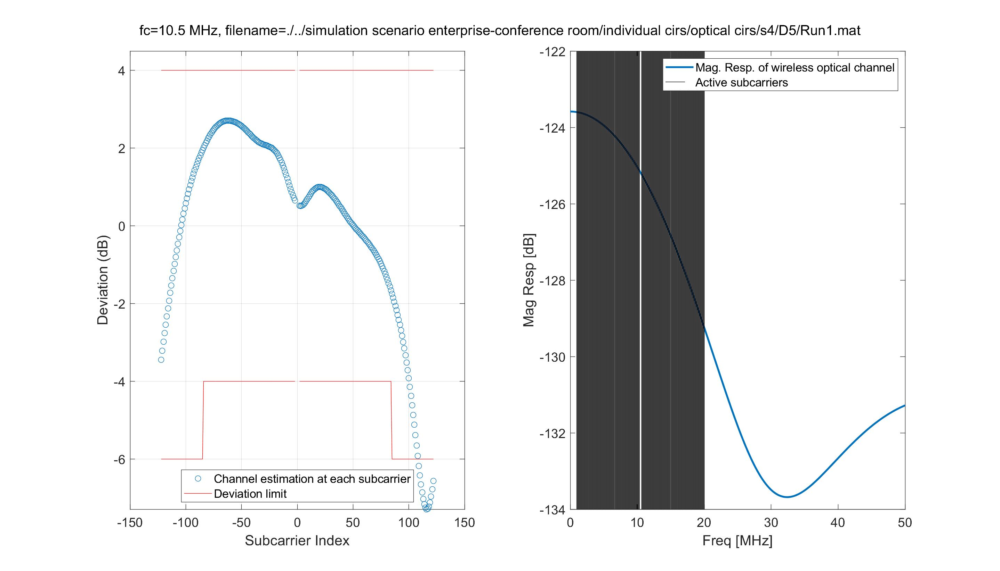 fc=10.5 MHz, filename=./../simulation scenario enterprise-conference room/individual cirs/optical cirs/s4/D5/Run1.mat
4
2
0
-2
-4
-6
Deviation (dB)
Channel estimation at each subcarrier
Deviation limit
-150 -100 -50 0 50 100 150
Subcarrier Index
-122
-124
-126
-128
-130
-132
-134
Mag Resp [dB]
Mag. Resp. of wireless optical channel
Active subcarriers
0 10 20 30 40 50
Freq [MHz]